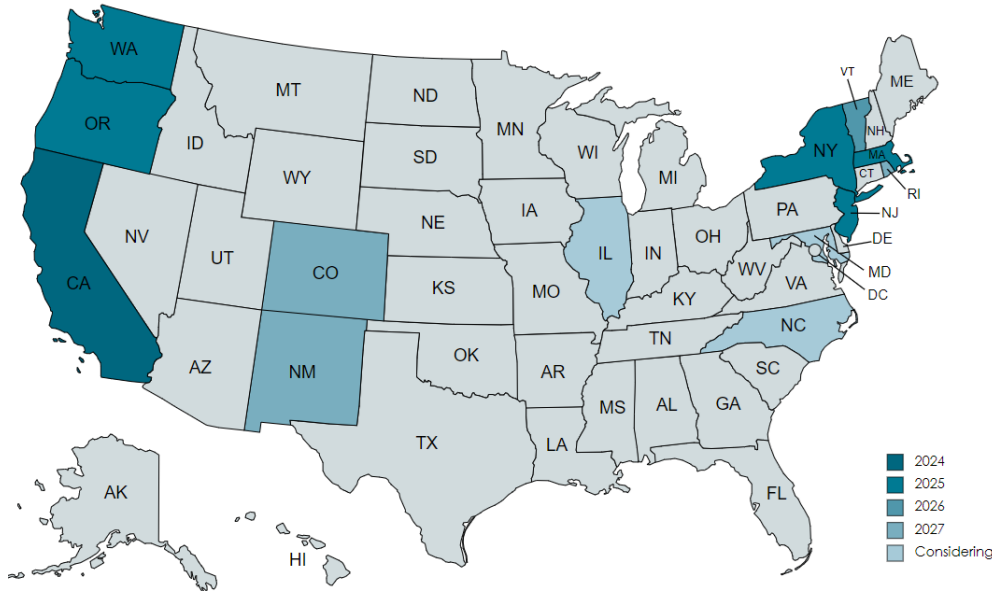 WA
MT
ND
MN
VT
ME
OR
ID
SD
WI
MI
NY
NH
MA
CT
RI
WY
NE
IA
PA
NJ
NV
UT
CO
KS
MO
IL
IN
OH
WV
VA
DE
MD
DC
CA
KY
AZ
NM
OK
AR
TN
NC
SC
TX
LA
MS
AL
GA
FL
AK
HI
2024
2025
2026
2027
Considering